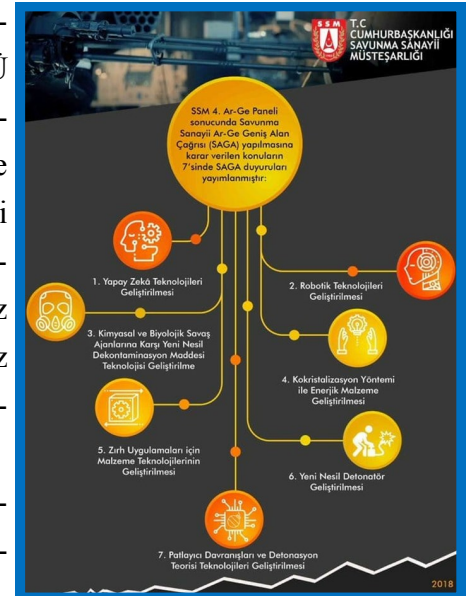 SSM
T.C
CUMHURBAŞKANLIĞI
SAVUNMA SANAYİİ
MÜSTEŞARLIĞI
SSM 4. Ar-Ge Paneli
sonucunda Savunma
Sanayii Ar-Ge Geniş Alan
Çağrısı (SAGA) yapılmasına
karar verilen konuların
7'sinde SAGA duyuruları
yayımlanmıştır:
1. Yapay Zekâ Teknolojileri
Geliştirilmesi
2. Robotik Teknolojileri
Geliştirilmesi
3. Kimyasal ve Biyolojik Savaş
Ajanlarına Karşı Yeni Nesil
Dekontaminasyon Maddesi
Teknolojisi Geliştirilme
4. Kokristalizasyon Yöntemi
ile Enerjik Malzeme
Geliştirilmesi
5. Zırh Uygulamaları için
Malzeme Teknolojilerinin
Geliştirilmesi
6. Yeni Nesil Detonatör
Geliştirilmesi
7. Patlayıcı Davranışları ve Detonasyon
Teorisi Teknolojileri Geliştirilmesi
2018
-
Ü
-
e
i
-
z
z
-
-
-